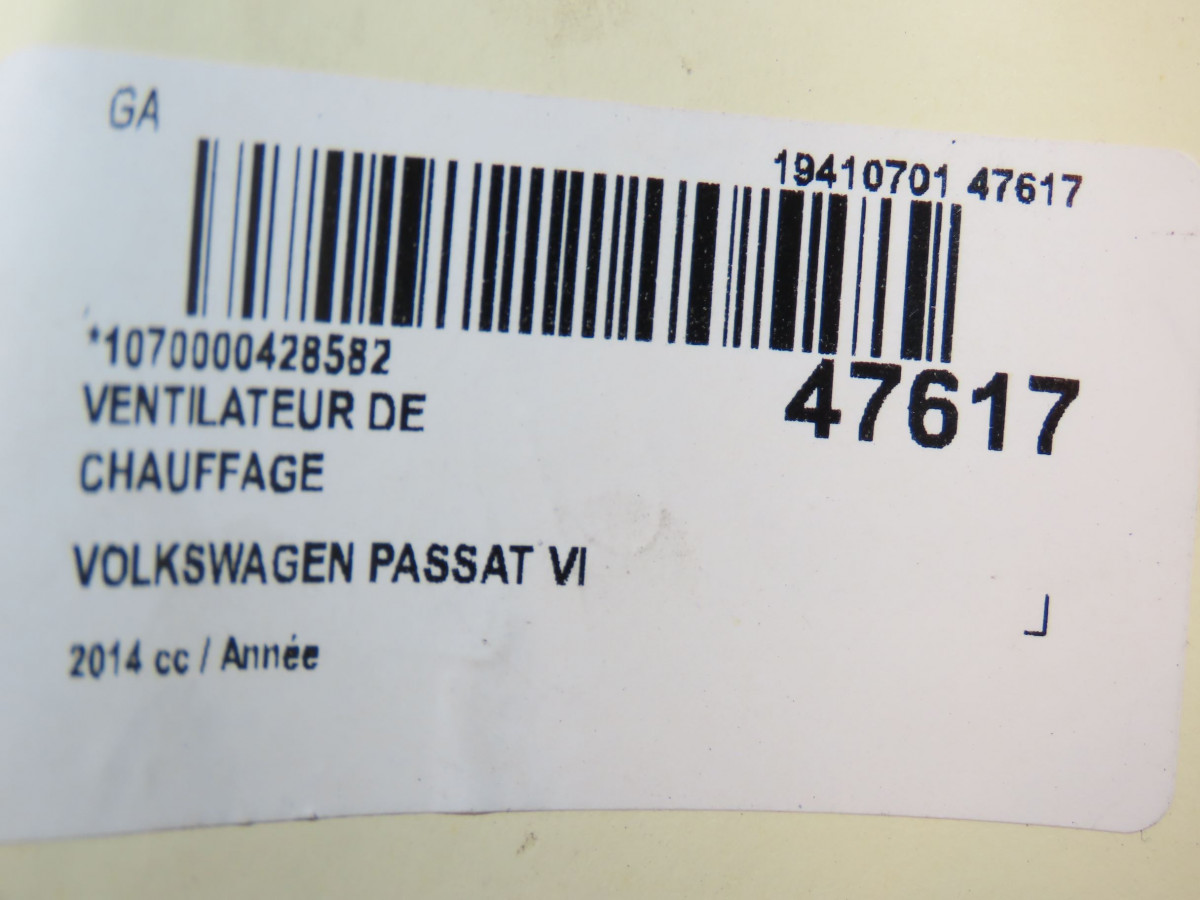 GA
19410701 47617
*1070000428582
47617
VENTILATEUR DE
CHAUFFAGE
VOLKSWAGEN PASSAT VI
2014 cc / Année